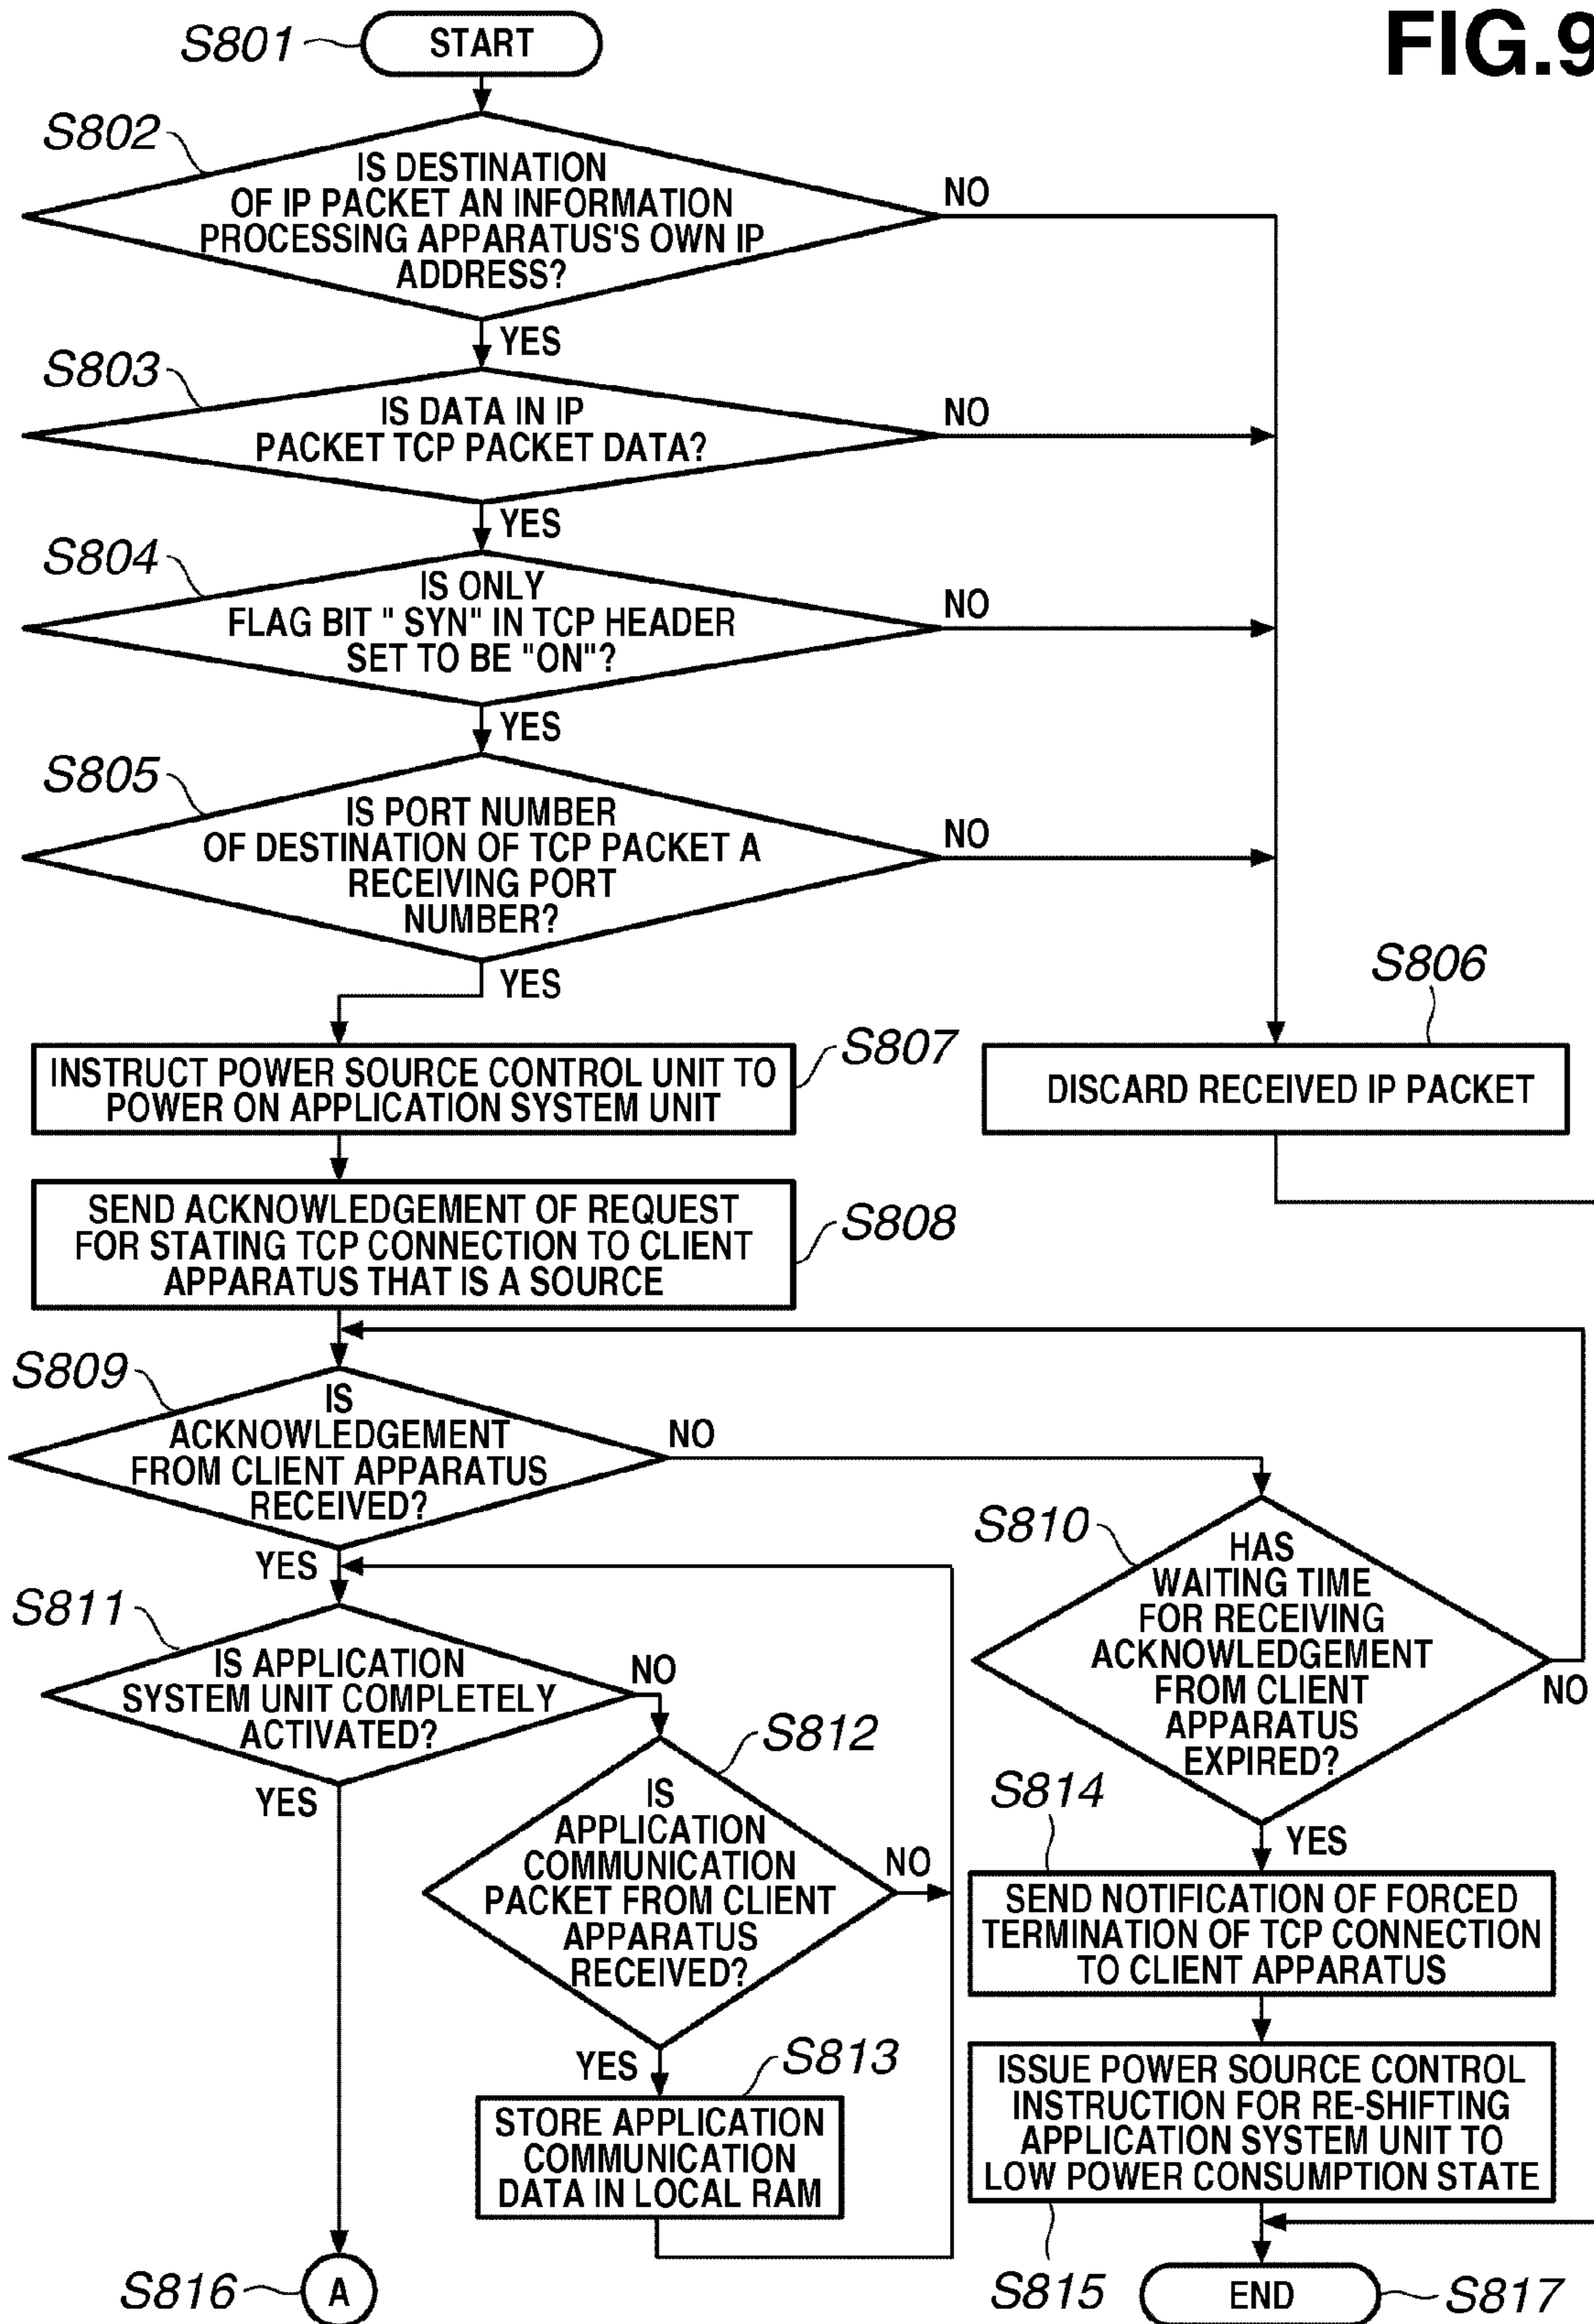 FIG.9
S801
START
S802
IS DESTINATION
OF IP PACKET AN INFORMATION
PROCESSING APPARATUS'S OWN IP
ADDRESS?
NO
YES
S803
IS DATA IN IP
PACKET TCP PACKET DATA?
NO
YES
S804
IS ONLY
FLAG BIT " SYN" IN TCP HEADER
SET TO BE "ON"?
NO
YES
S805
IS PORT NUMBER
OF DESTINATION OF TCP PACKET A
RECEIVING PORT
NUMBER?
NO
YES
S806
DISCARD RECEIVED IP PACKET
S807
INSTRUCT POWER SOURCE CONTROL UNIT TO
POWER ON APPLICATION SYSTEM UNIT
S808
SEND ACKNOWLEDGEMENT OF REQUEST
FOR STATING TCP CONNECTION TO CLIENT
APPARATUS THAT IS A SOURCE
S809
IS
ACKNOWLEDGEMENT
FROM CLIENT APPARATUS
RECEIVED?
NO
YES
S810
HAS
WAITING TIME
FOR RECEIVING
ACKNOWLEDGEMENT
FROM CLIENT
APPARATUS
EXPIRED?
NO
YES
S811
IS APPLICATION
SYSTEM UNIT COMPLETELY
ACTIVATED?
NO
YES
S812
IS
APPLICATION
COMMUNICATION
PACKET FROM CLIENT
APPARATUS
RECEIVED?
NO
YES
S813
STORE APPLICATION
COMMUNICATION
DATA IN LOCAL RAM
S814
SEND NOTIFICATION OF FORCED
TERMINATION OF TCP CONNECTION
TO CLIENT APPARATUS
ISSUE POWER SOURCE CONTROL
INSTRUCTION FOR RE-SHIFTING
APPLICATION SYSTEM UNIT TO
LOW POWER CONSUMPTION STATE
S815
S816
A
END
S817